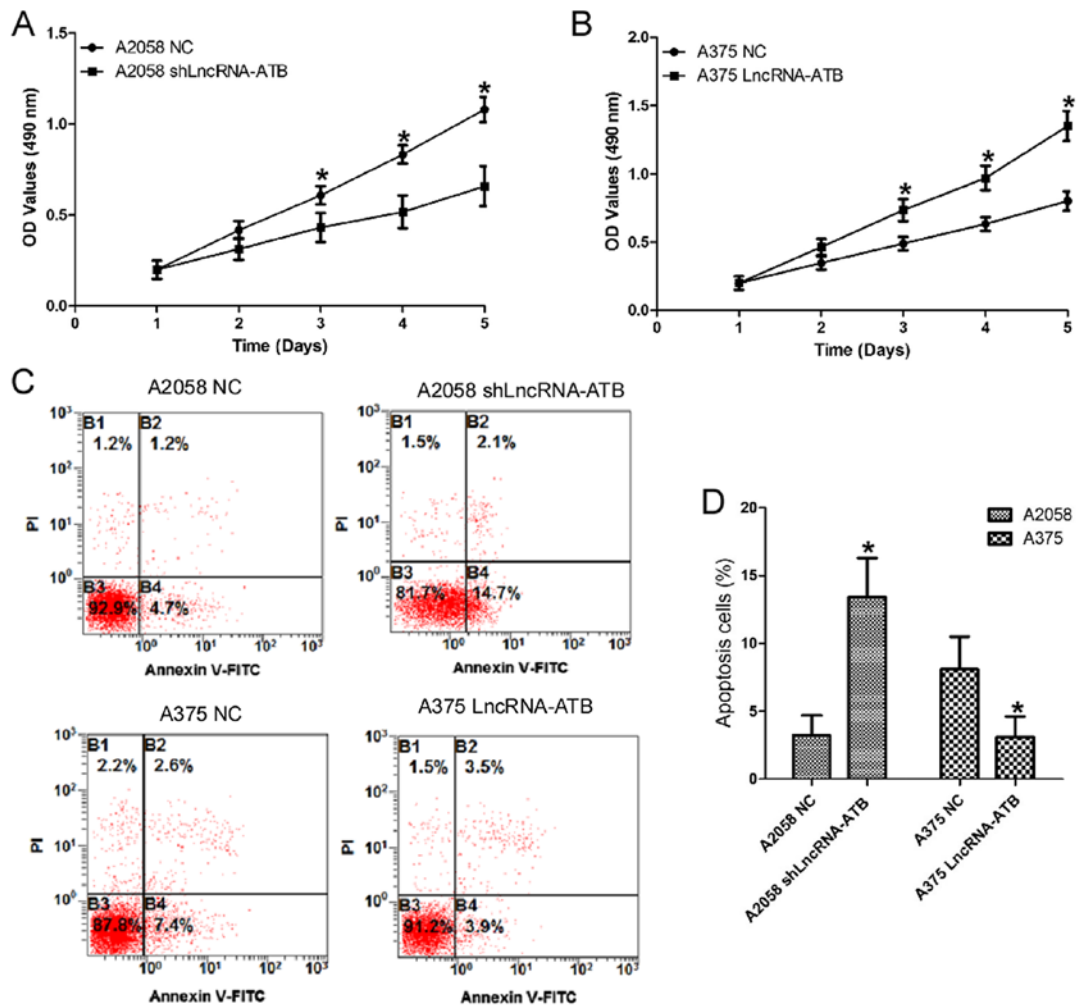 A
A2058 NC
A2058 shLncRNA-ATB
OD Values (490 nm)
1.5
1.0
0.5
0.0
0 1 2 3 4 5
Time (Days)
* * *
B
A375 NC
A375 LncRNA-ATB
OD Values (490 nm)
2.0
1.5
1.0
0.5
0.0
0 1 2 3 4 5
Time (Days)
* * *
C
A2058 NC
PI
10³
10²
10¹
10⁰
B1 B2
1.2% 1.2%
B3 B4
92.9% 4.7%
10⁰ 10¹ 10² 10³
Annexin V-FITC
A2058 shLncRNA-ATB
PI
10³
10²
10¹
10⁰
B1 B2
1.5% 2.1%
B3 B4
81.7% 14.7%
10⁰ 10¹ 10² 10³
Annexin V-FITC
A375 NC
PI
10³
10²
10¹
10⁰
B1 B2
2.2% 2.6%
B3 B4
87.8% 7.4%
10⁰ 10¹ 10² 10³
Annexin V-FITC
A375 LncRNA-ATB
PI
10³
10²
10¹
10⁰
B1 B2
1.5% 3.5%
B3 B4
91.2% 3.9%
10⁰ 10¹ 10² 10³
Annexin V-FITC
D
A2058
A375
Apoptosis cells (%)
20
15
10
5
0
* *
A2058 NC
A2058 shLncRNA-ATB
A375 NC
A375 LncRNA-ATB